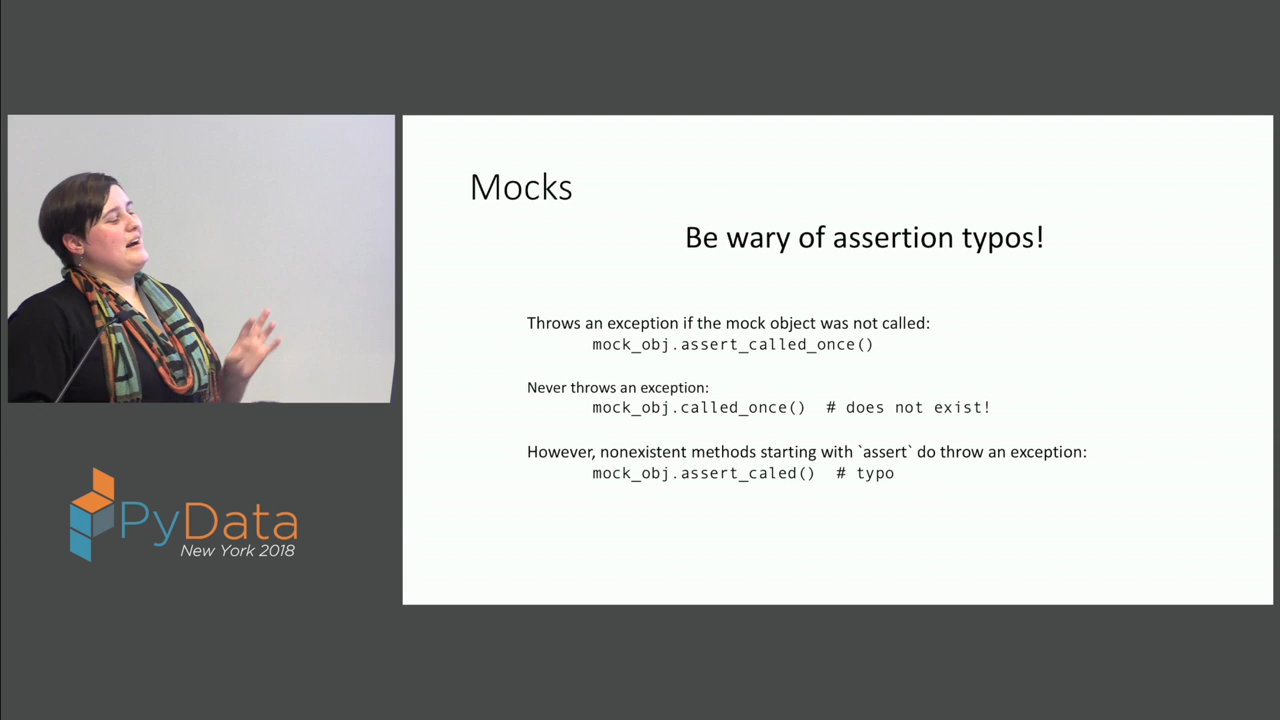 Mocks
Be wary of assertion typos!
Throws an exception if the mock object was not called:
mock_obj.assert_called_once()
Never throws an exception:
mock_obj.called_once()  # does not exist!
However, nonexistent methods starting with `assert` do throw an exception:
mock_obj.assert_caled()  # typo
PyData
New York 2018